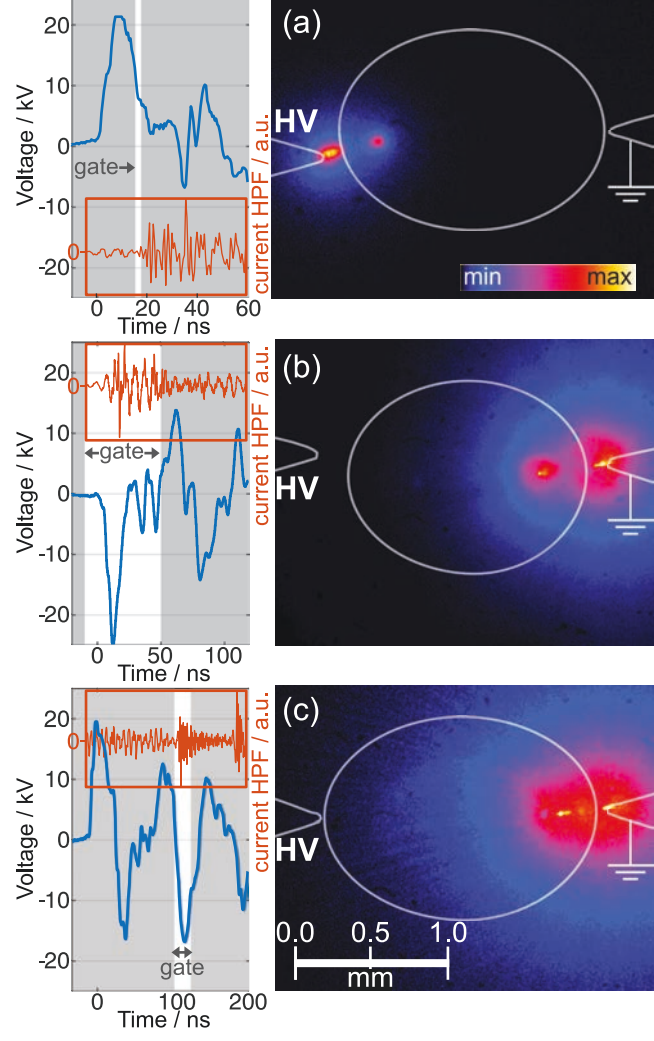 (a)
20
10
0
-10
-20
Voltage / kV
gate
0
current HPF / a.u.
0 20 40 60
Time / ns
HV
min max
(b)
20
10
0
-10
-20
Voltage / kV
0
gate
current HPF / a.u.
0 50 100
Time / ns
HV
(c)
20
10
0
-10
-20
Voltage / kV
0
current HPF / a.u.
gate
0 100 200
Time / ns
HV
0.0 0.5 1.0
mm